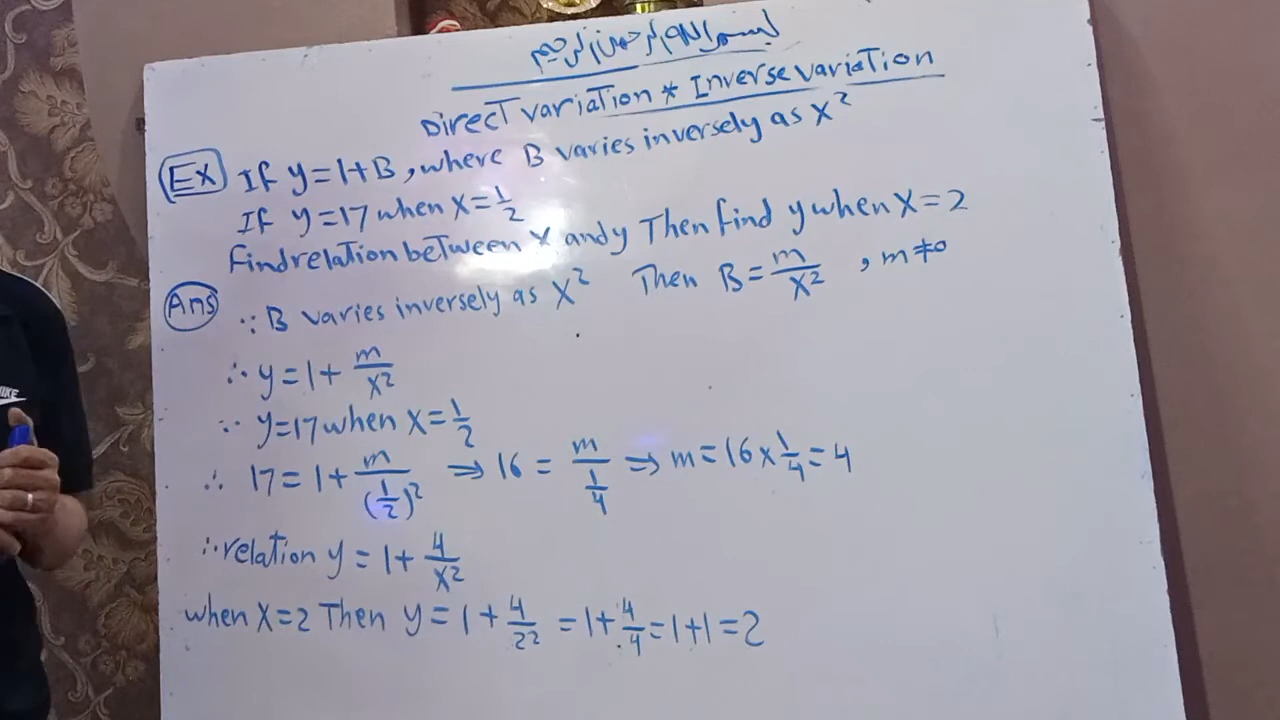 بسم الله الرحمن الرحيم
Direct variation * Inverse variation
Ex If y=1+B, where B varies inversely as X²
If y=17 when X=1/2
Find relation between X and y Then find y when X=2
Ans ∵ B varies inversely as X² Then B=m/X² , m≠0
∴ y=1+m/X²
∵ y=17 when X=1/2
∴ 17=1+m/(1/2)² ⇒ 16=m/(1/4) ⇒ m=16×1/4=4
∴ relation y=1+4/X²
when X=2 Then y=1+4/2² =1+4/4=1+1=2
NIKE